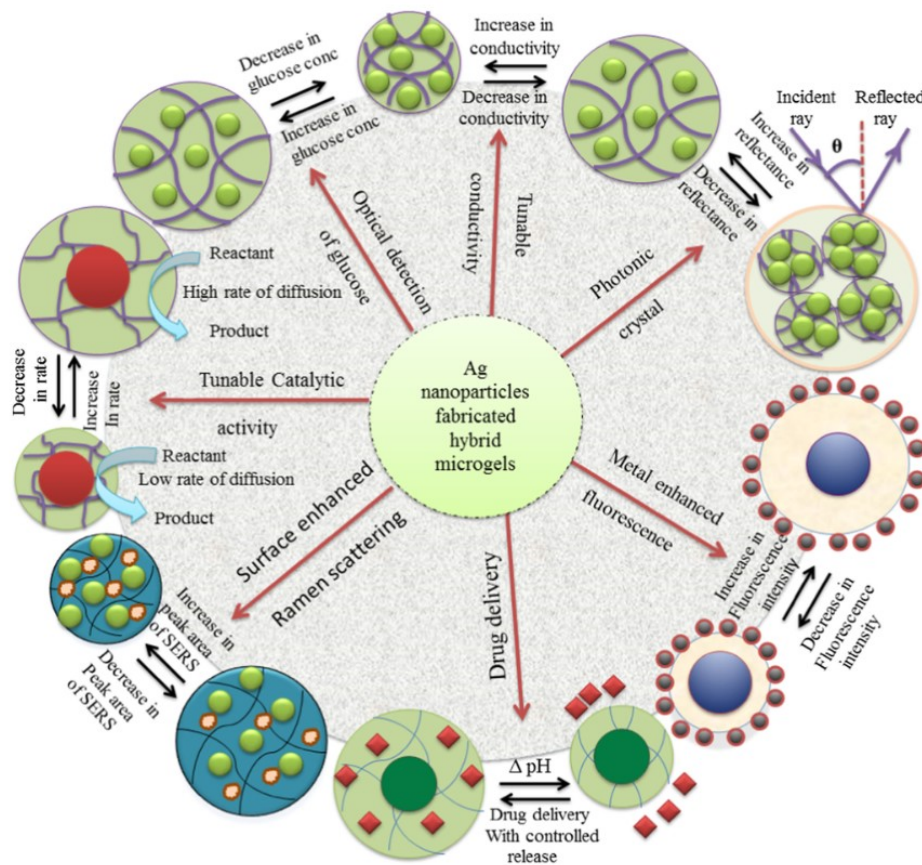 Increase in
conductivity
Decrease in
conductivity
Decrease in
glucose conc
Increase in
glucose conc
Incident
ray
Reflected
ray
θ
Increase in
reflectance
Decrease in
reflectance
Optical detection
of glucose
Tunable
conductivity
Photonic
crystal
Reactant
High rate of diffusion
Product
Decrease
in rate
Increase
In rate
Tunable Catalytic
activity
Ag
nanoparticles
fabricated
hybrid
microgels
Reactant
Low rate of diffusion
Product
Surface enhanced
Ramen scattering
Metal enhanced
fluorescence
Drug delivery
Increase in
peak area
of SERS
Decrease in
Peak area
of SERS
Increase in
Fluorescence
intensity
Decrease in
Fluorescence
intensity
Δ pH
Drug delivery
With controlled
release